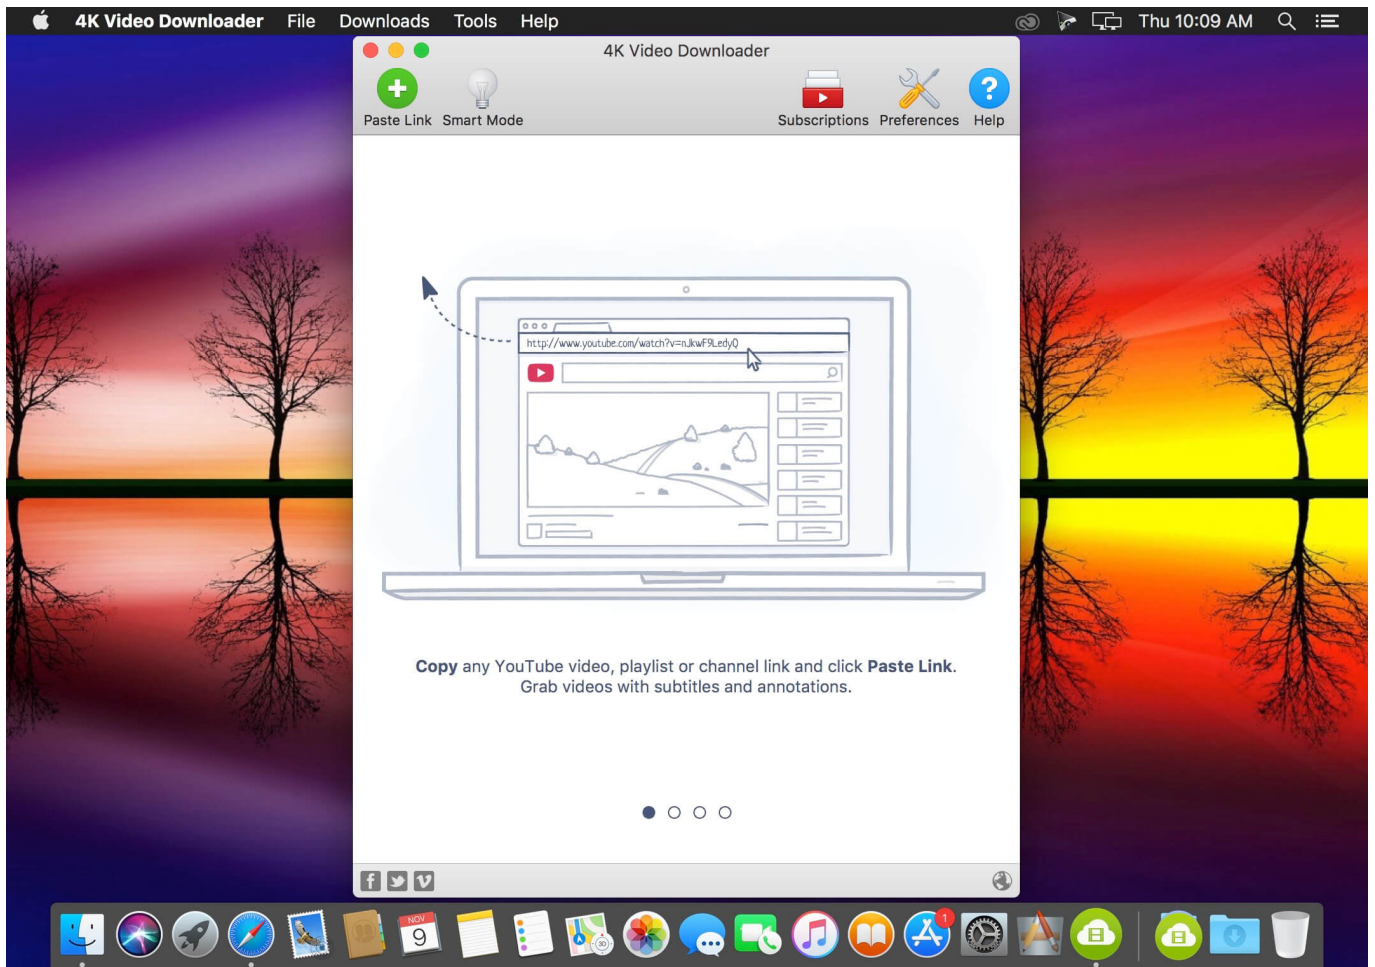 4K Video Downloader File Downloads Tools Help Thu 10:09 AM
4K Video Downloader
Paste Link Smart Mode Subscriptions Preferences Help
http://www.youtube.com/watch?v=nJkwF9LedyQ
Copy any YouTube video, playlist or channel link and click Paste Link.
Grab videos with subtitles and annotations.
NOV
9
3D
1